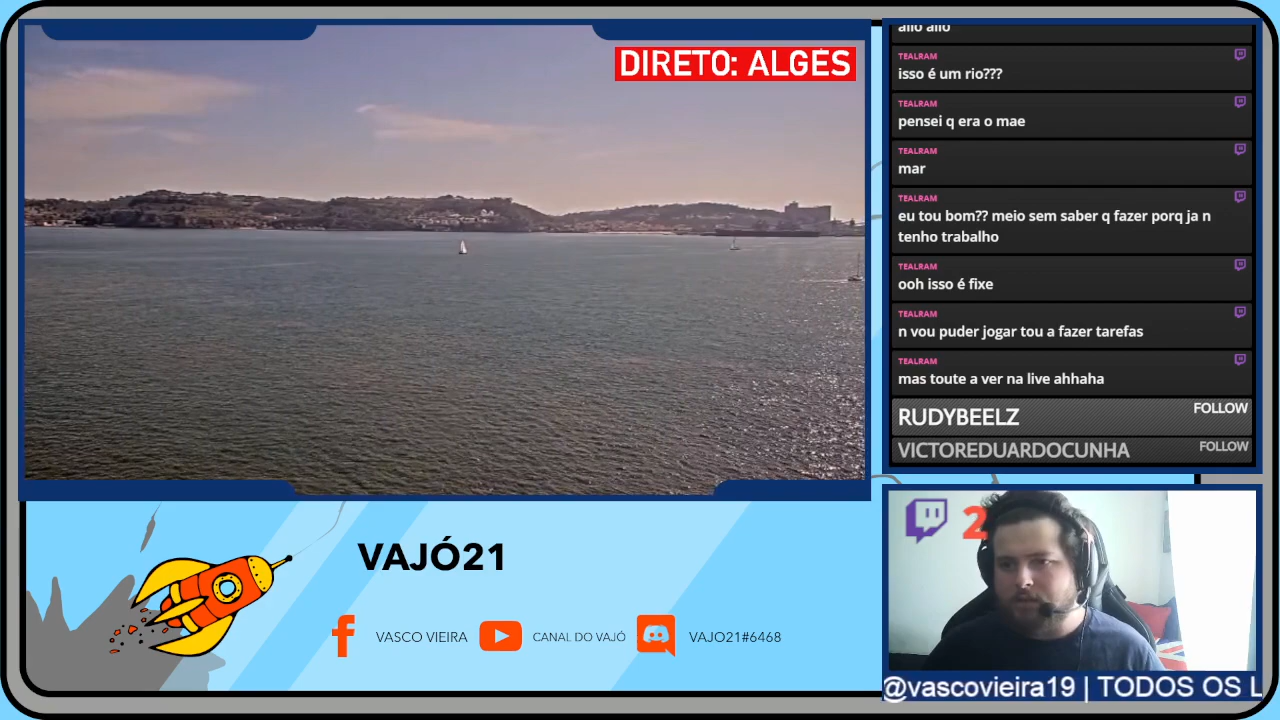 DIRETO: ALGÉS
allo allo
TEALRAM
isso é um rio???
TEALRAM
pensei q era o mae
TEALRAM
mar
TEALRAM
eu tou bom?? meio sem saber q fazer porq ja n
tenho trabalho
TEALRAM
ooh isso é fixe
TEALRAM
n vou puder jogar tou a fazer tarefas
TEALRAM
mas toute a ver na live ahhaha
RUDYBEELZ FOLLOW
VICTOREDUARDOCUNHA FOLLOW
VAJÓ21
VASCO VIEIRA
CANAL DO VAJÓ
VAJO21#6468
2
@vascovieira19 | TODOS OS L